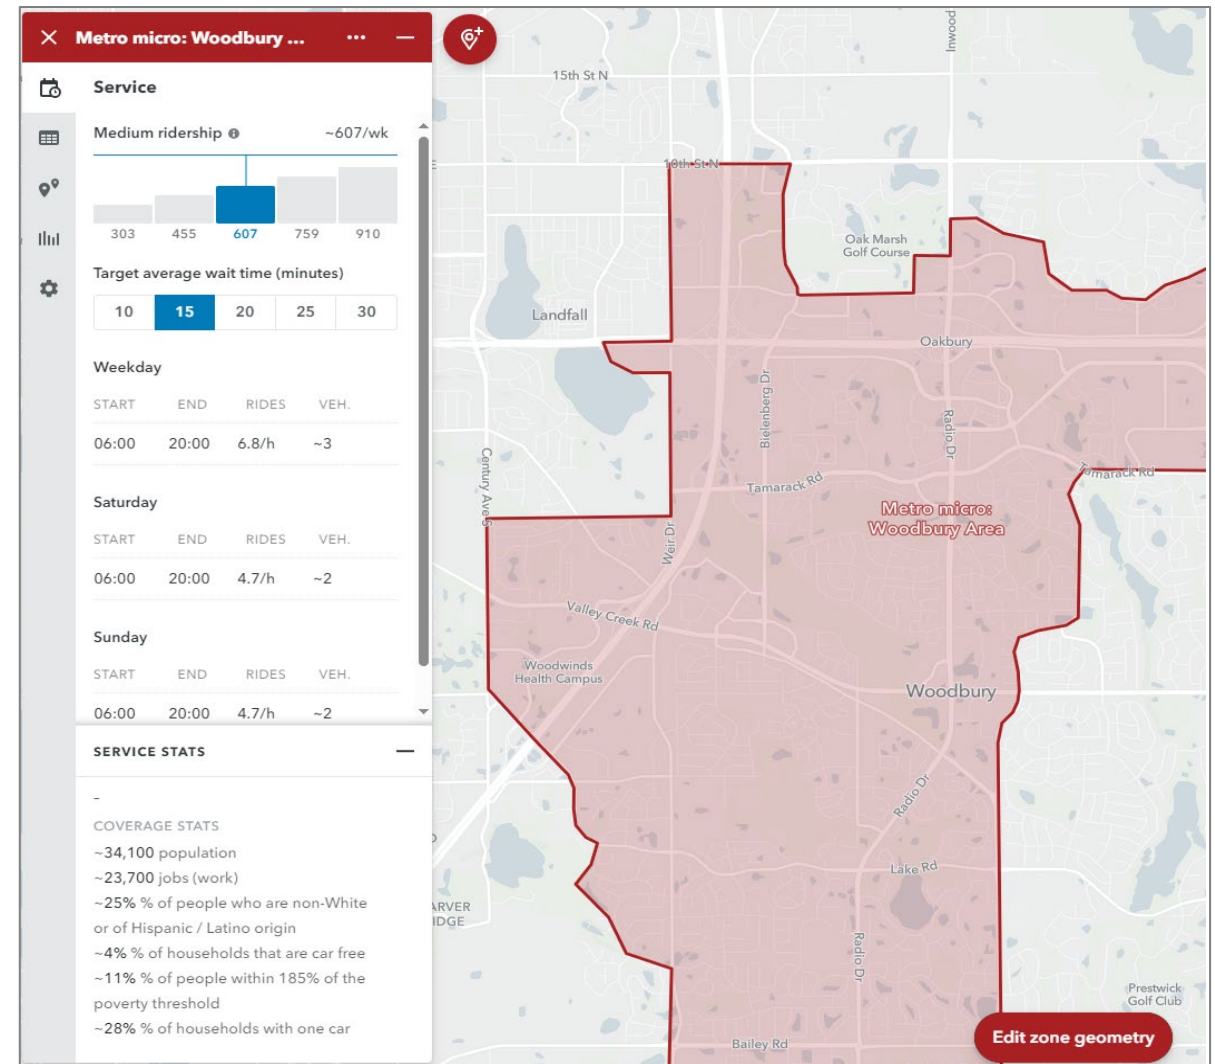 Metro micro: Woodbury ...
Service
Medium ridership ~607/wk
303 455 607 759 910
Target average wait time (minutes)
10 15 20 25 30
Weekday
START END RIDES VEH.
06:00 20:00 6.8/h ~3
Saturday
START END RIDES VEH.
06:00 20:00 4.7/h ~2
Sunday
START END RIDES VEH.
06:00 20:00 4.7/h ~2
SERVICE STATS
-
COVERAGE STATS
~34,100 population
~23,700 jobs (work)
~25% % of people who are non-White
or of Hispanic / Latino origin
~4% % of households that are car free
~11% % of people within 185% of the
poverty threshold
~28% % of households with one car
Inwood
15th St N
10th St N
Oak Marsh
Golf Course
Landfall
Oakbury
Bielenberg Dr
Radio Dr
Century Ave S
Tamarack Rd
Tamarack Rd
Metro micro:
Woodbury Area
Weir Dr
Valley Creek Rd
Woodwinds
Health Campus
Woodbury
Radio Dr
Lake Rd
Radio Dr
Prestwick
Golf Club
Bailey Rd
Edit zone geometry